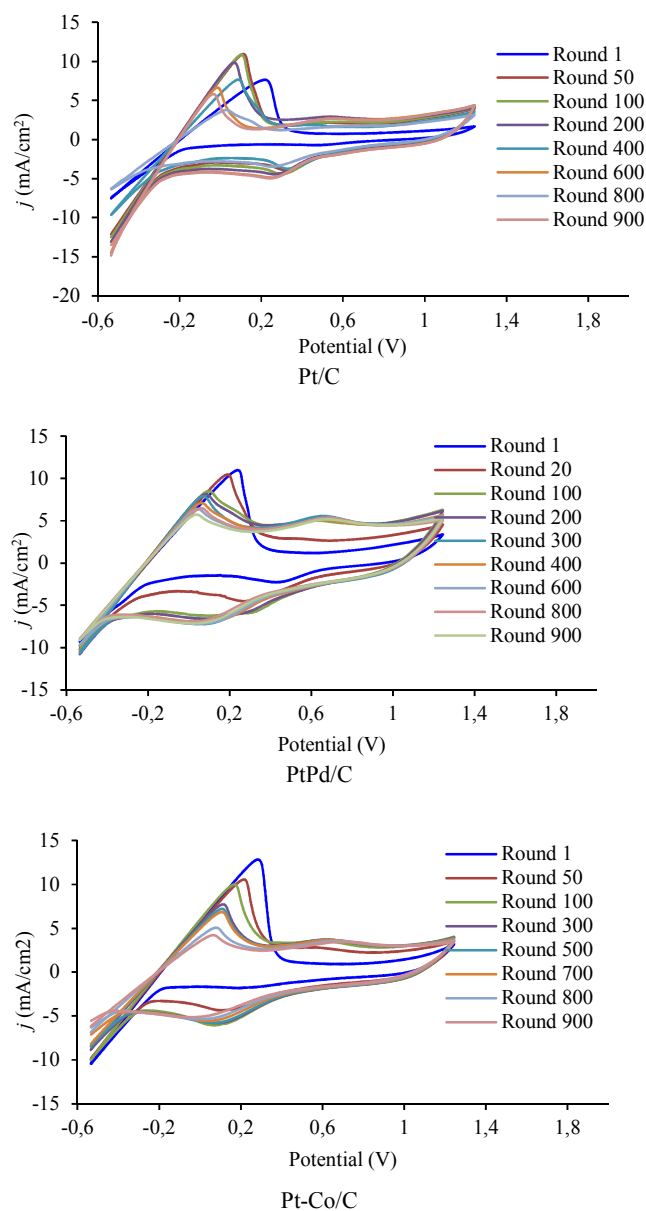 15
10
5
0
-5
-10
-15
-20
-0,6 -0,2 0,2 0,6 1 1,4 1,8
j (mA/cm²)
Potential (V)
Round 1
Round 50
Round 100
Round 200
Round 400
Round 600
Round 800
Round 900
Pt/C
15
10
5
0
-5
-10
-15
-0,6 -0,2 0,2 0,6 1 1,4 1,8
j (mA/cm²)
Potential (V)
Round 1
Round 20
Round 100
Round 200
Round 300
Round 400
Round 600
Round 800
Round 900
PtPd/C
15
10
5
0
-5
-10
-15
-0,6 -0,2 0,2 0,6 1 1,4 1,8
j (mA/cm2)
Potential (V)
Round 1
Round 50
Round 100
Round 300
Round 500
Round 700
Round 800
Round 900
Pt-Co/C